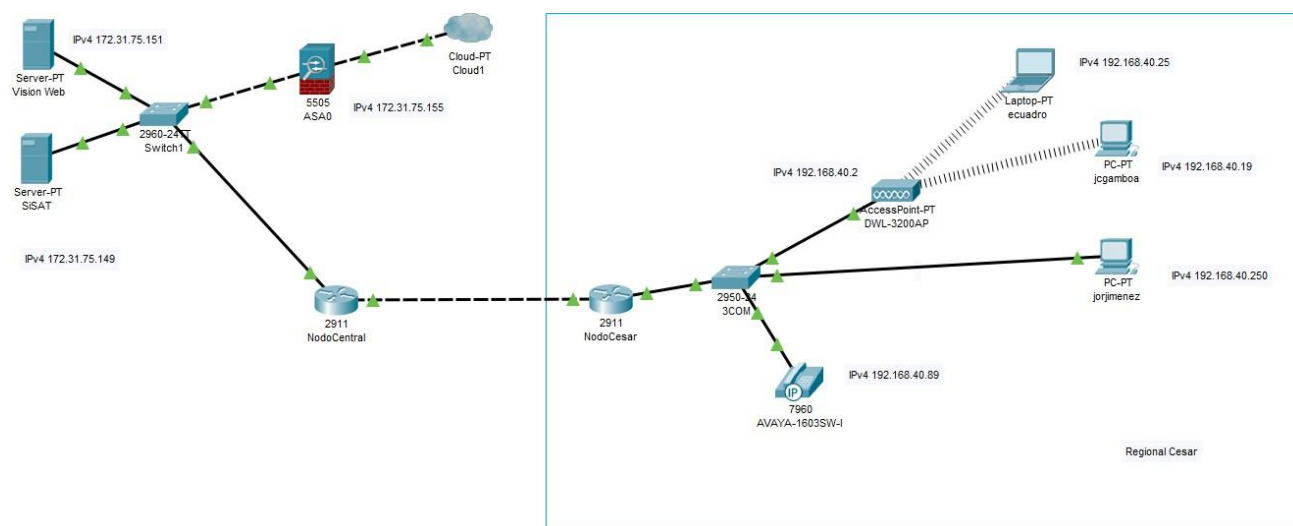 IPv4 172.31.75.151
Server-PT
Vision Web
Cloud-PT
Cloud1
5505
ASA0
IPv4 172.31.75.155
2960-24TT
Switch1
Server-PT
SiSAT
IPv4 172.31.75.149
2911
NodoCentral
2911
NodoCesar
IPv4 192.168.40.25
Laptop-PT
ecuadro
IPv4 192.168.40.2
PC-PT
jcgamboa
IPv4 192.168.40.19
AccessPoint-PT
DWL-3200AP
2950-24
3COM
PC-PT
jorjimenez
IPv4 192.168.40.250
IP
IPv4 192.168.40.89
7960
AVAYA-1603SW-I
Regional Cesar